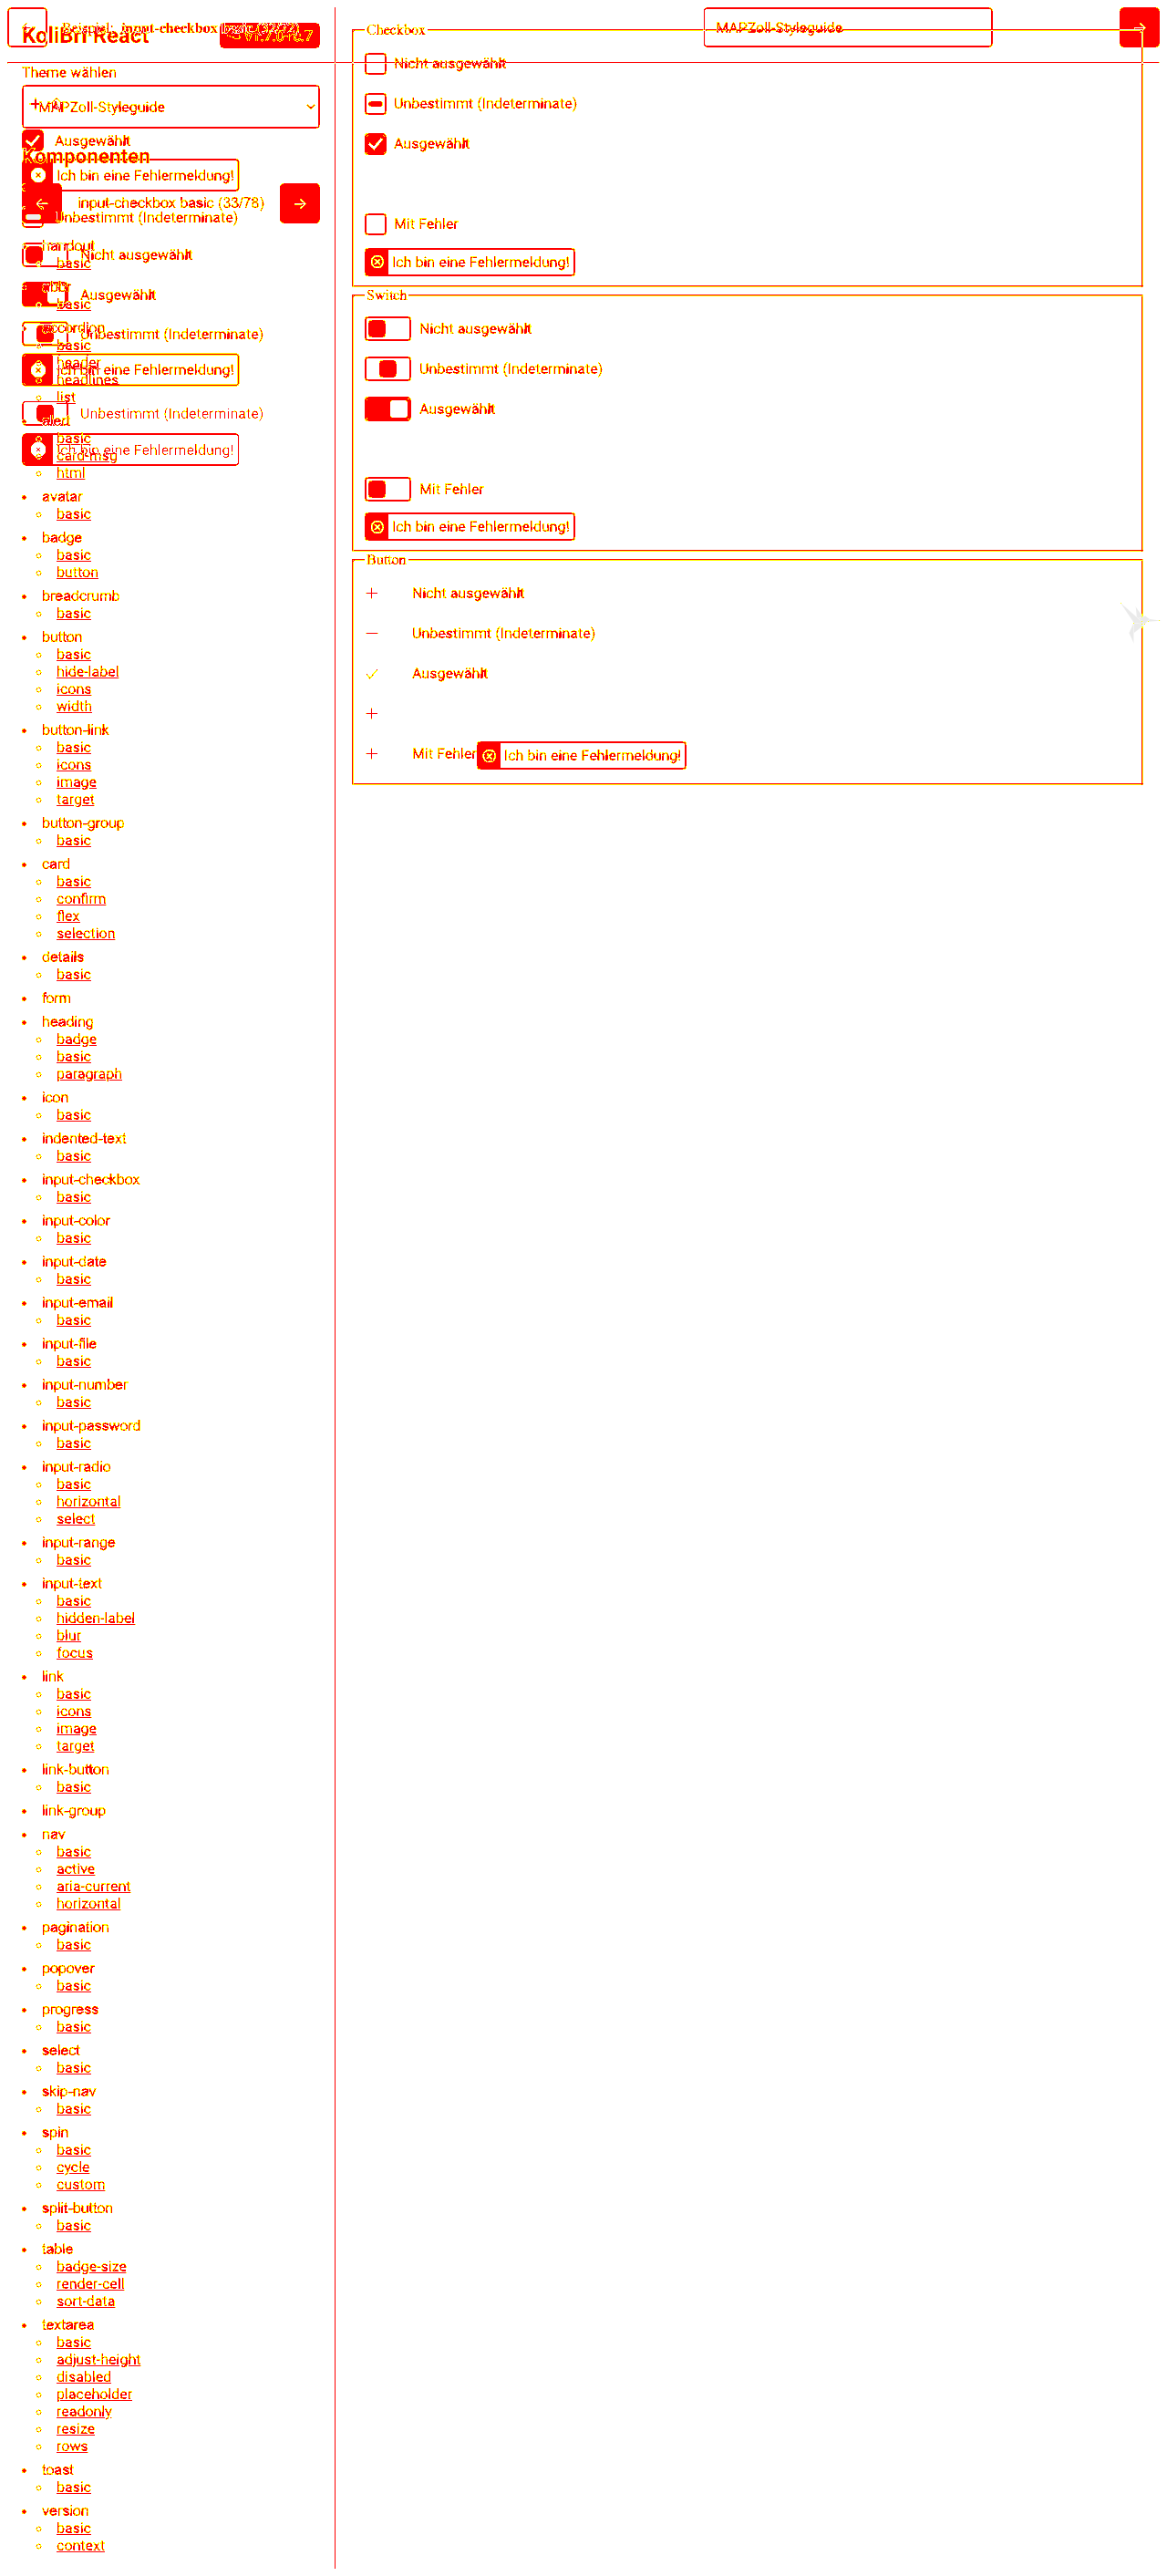 KoliBri React
Beispiel: input-checkbox
MAPZoll-Styleguide
Theme wählen
MAPZoll-Styleguide
Ausgewählt
Komponenten
Ich bin eine Fehlermeldung!
input-checkbox basic (33/78)
Unbestimmt (Indeterminate)
handout
Nicht ausgewählt
basic
abbr
Ausgewählt
basic
accordion
Unbestimmt (Indeterminate)
basic
header
Ich bin eine Fehlermeldung!
headlines
list
Unbestimmt (Indeterminate)
basic
card-msg
Ich bin eine Fehlermeldung!
html
avatar
basic
badge
basic
button
breadcrumb
basic
button
basic
hide-label
icons
width
button-link
basic
icons
image
target
button-group
basic
card
basic
confirm
flex
selection
details
basic
form
heading
badge
basic
paragraph
icon
basic
indented-text
basic
input-checkbox
basic
input-color
basic
input-date
basic
input-email
basic
input-file
basic
input-number
basic
input-password
basic
input-radio
basic
horizontal
select
input-range
basic
input-text
basic
hidden-label
blur
focus
link
basic
icons
image
target
link-button
basic
link-group
nav
basic
active
aria-current
horizontal
pagination
basic
popover
basic
progress
basic
select
basic
skip-nav
basic
spin
basic
cycle
custom
split-button
basic
table
badge-size
render-cell
sort-data
textarea
basic
adjust-height
disabled
placeholder
readonly
resize
rows
toast
basic
version
basic
context
Checkbox
Nicht ausgewählt
Unbestimmt (Indeterminate)
Ausgewählt
Mit Fehler
Ich bin eine Fehlermeldung!
Switch
Nicht ausgewählt
Unbestimmt (Indeterminate)
Ausgewählt
Mit Fehler
Ich bin eine Fehlermeldung!
Button
Nicht ausgewählt
Unbestimmt (Indeterminate)
Ausgewählt
Mit Fehler Ich bin eine Fehlermeldung!